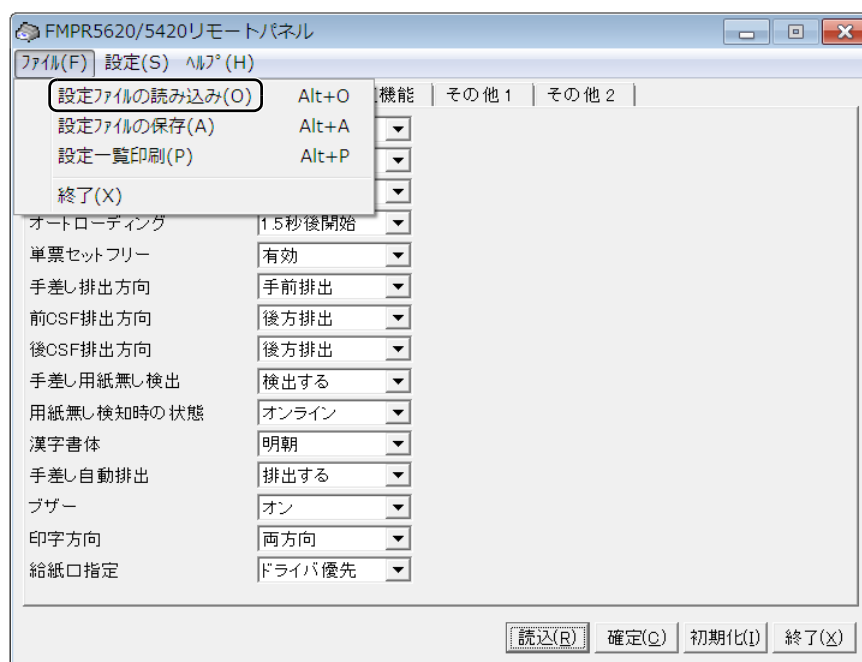 FMPR5620/5420リモートパネル
ﾌｧｲﾙ(F) 設定(S) ﾍﾙﾌﾟ(H)
設定ﾌｧｲﾙの読み込み(O) Alt+O
機能 その他1 その他2
設定ﾌｧｲﾙの保存(A) Alt+A
設定一覧印刷(P) Alt+P
終了(X)
オートローディング 1.5秒後開始
単票セットフリー 有効
手差し排出方向 手前排出
前CSF排出方向 後方排出
後CSF排出方向 後方排出
手差し用紙無し検出 検出する
用紙無し検知時の状態 オンライン
漢字書体 明朝
手差し自動排出 排出する
ブザー オン
印字方向 両方向
給紙口指定 ドライバ優先
読込(R) 確定(C) 初期化(I) 終了(X)